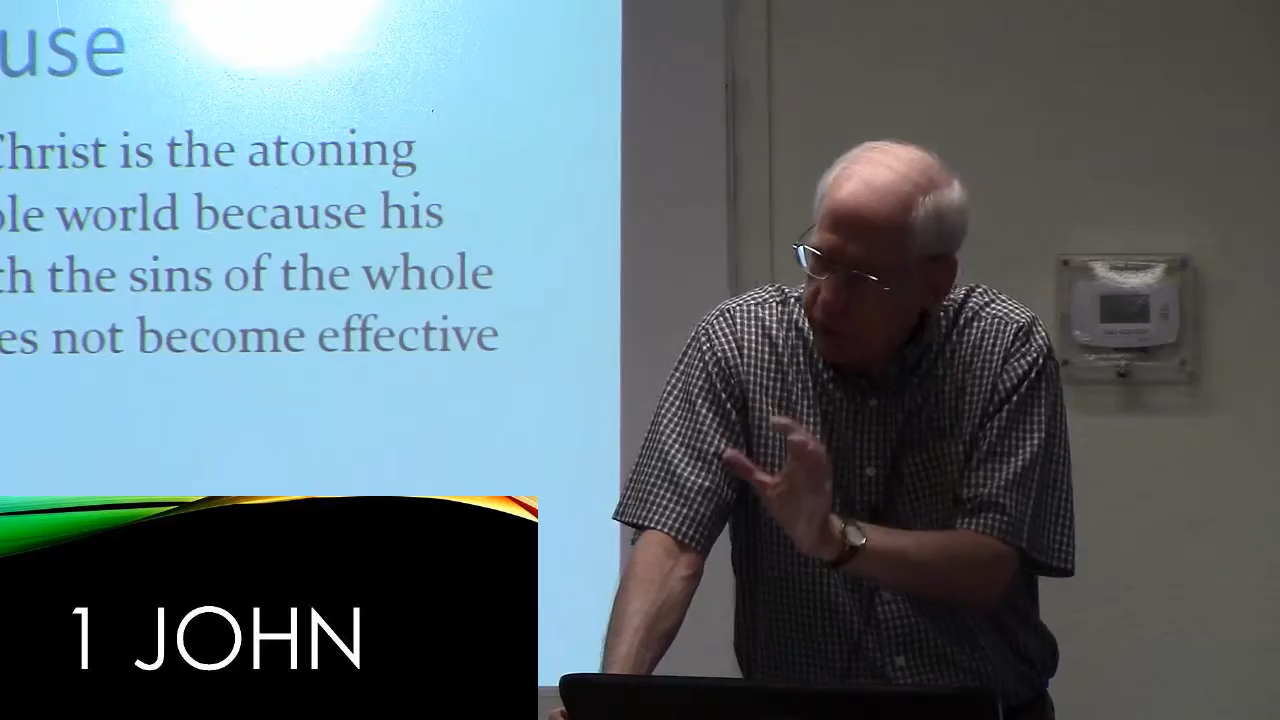 use
Christ is the atoning
ole world because his
th the sins of the whole
es not become effective
1 JOHN